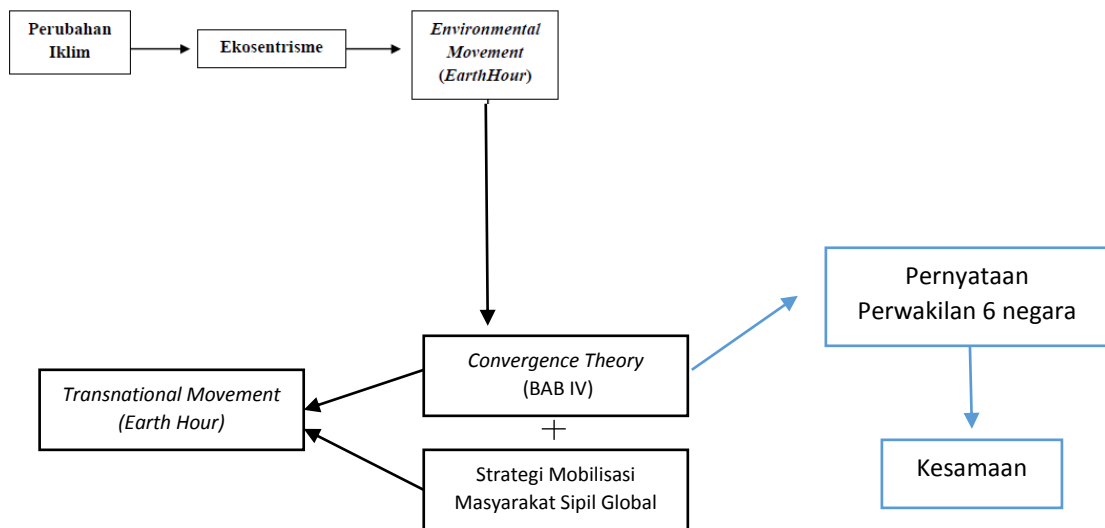 Perubahan
Iklim
Ekosentrisme
Environmental
Movement
(EarthHour)
Pernyataan
Perwakilan 6 negara
Convergence Theory
(BAB IV)
Transnational Movement
(Earth Hour)
+
Strategi Mobilisasi
Masyarakat Sipil Global
Kesamaan